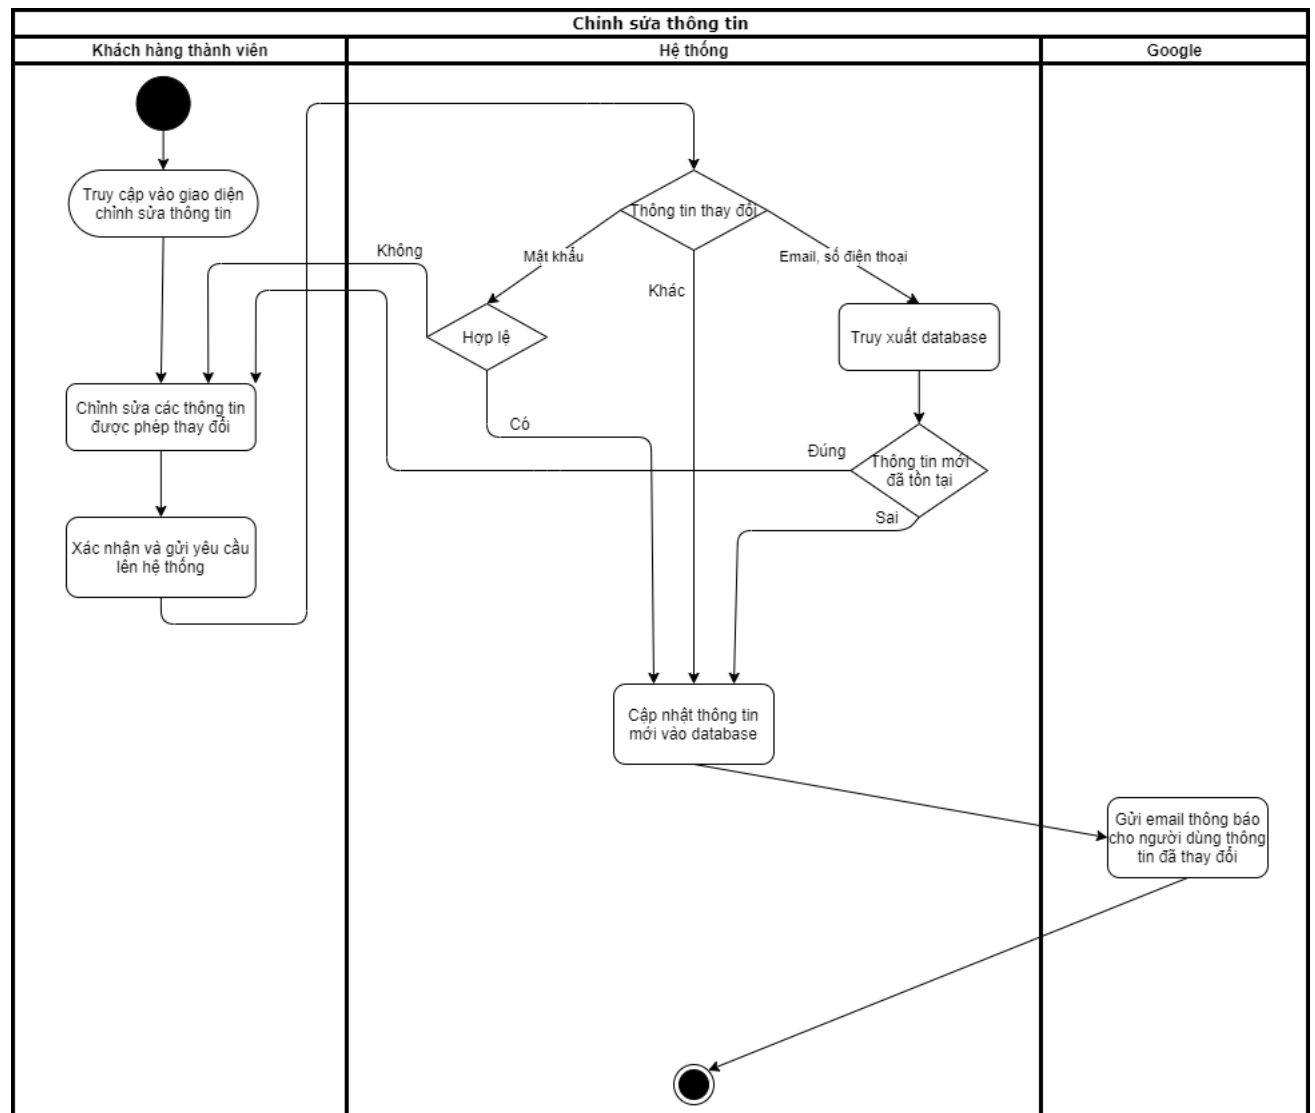 Chỉnh sửa thông tin
Khách hàng thành viên
Hệ thống
Google
Truy cập vào giao diện
chỉnh sửa thông tin
Thông tin thay đổi
Không
Mật khẩu
Email, số điện thoại
Khác
Hợp lệ
Truy xuất database
Chỉnh sửa các thông tin
được phép thay đổi
Có
Đúng
Thông tin mới
đã tồn tại
Sai
Xác nhận và gửi yêu cầu
lên hệ thống
Cập nhật thông tin
mới vào database
Gửi email thông báo
cho người dùng thông
tin đã thay đổi